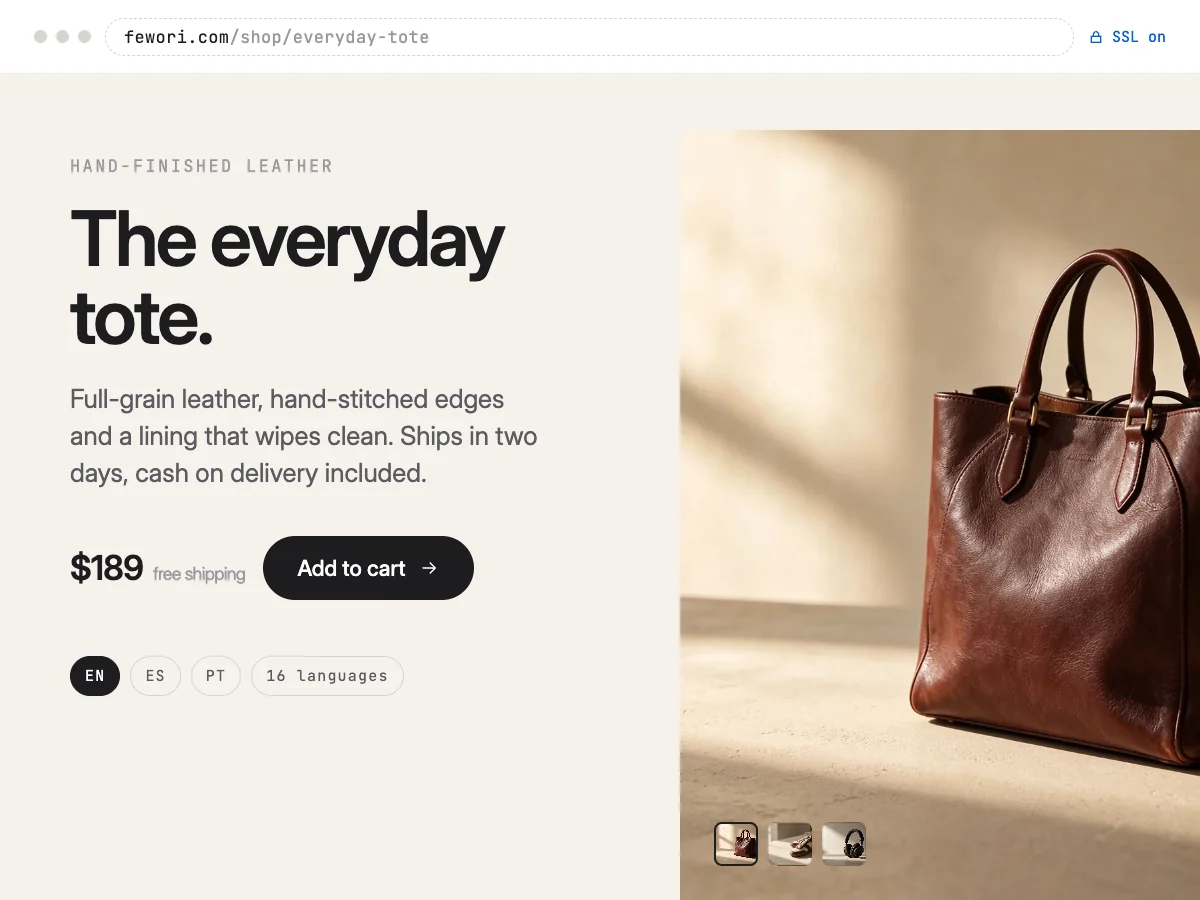 fewori.com/shop/everyday-tote
SSL on
HAND-FINISHED LEATHER
The everyday
tote.
Full-grain leather, hand-stitched edges
and a lining that wipes clean. Ships in two
days, cash on delivery included.
$189 free shipping
Add to cart →
EN
ES
PT
16 languages